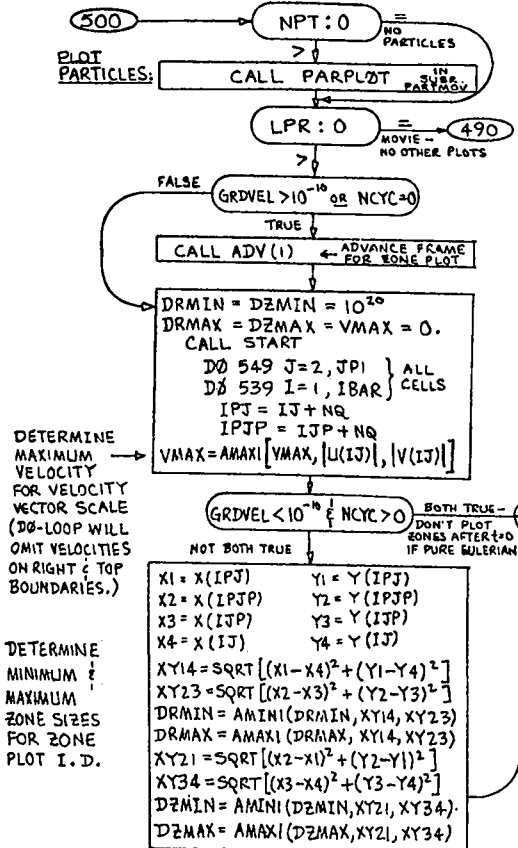 500
NPT : 0
=
NO
PARTICLES
>
PLOT
PARTICLES:
CALL PARPLØT
IN
SUBR.
PARTMOV
LPR : 0
=
490
MOVIE –
NO OTHER PLOTS
>
FALSE
GRDVEL > 10⁻¹⁰ OR NCYC=0
TRUE
CALL ADV(1) ← ADVANCE FRAME
FOR ZONE PLOT
DRMIN = DZMIN = 10²⁰
DRMAX = DZMAX = VMAX = 0.
CALL START
DØ 549 J=2, JP1 } ALL
DØ 539 I=1, IBAR } CELLS
IPJ = IJ + NQ
IPJP = IJP + NQ
VMAX = AMAX1 [VMAX, |U(IJ)|, |V(IJ)|]
DETERMINE
MAXIMUM
VELOCITY
FOR VELOCITY
VECTOR SCALE
(DØ-LOOP WILL
OMIT VELOCITIES
ON RIGHT & TOP
BOUNDARIES.)
GRDVEL < 10⁻¹⁰ & NCYC > 0
BOTH TRUE –
DON'T PLOT
ZONES AFTER t=0
IF PURE EULERIAN
NOT BOTH TRUE
X1 = X(IPJ) Y1 = Y(IPJ)
X2 = X(IPJP) Y2 = Y(IPJP)
X3 = X(IJP) Y3 = Y(IJP)
X4 = X(IJ) Y4 = Y(IJ)
XY14 = SQRT [(X1-X4)² + (Y1-Y4)²]
XY23 = SQRT [(X2-X3)² + (Y2-Y3)²]
DRMIN = AMIN1 (DRMIN, XY14, XY23)
DRMAX = AMAX1 (DRMAX, XY14, XY23)
XY21 = SQRT [(X2-X1)² + (Y2-Y1)²]
XY34 = SQRT [(X3-X4)² + (Y3-Y4)²]
DZMIN = AMIN1 (DZMIN, XY21, XY34)
DZMAX = AMAX1 (DZMAX, XY21, XY34)
DETERMINE
MINIMUM &
MAXIMUM
ZONE SIZES
FOR ZONE
PLOT I.D.